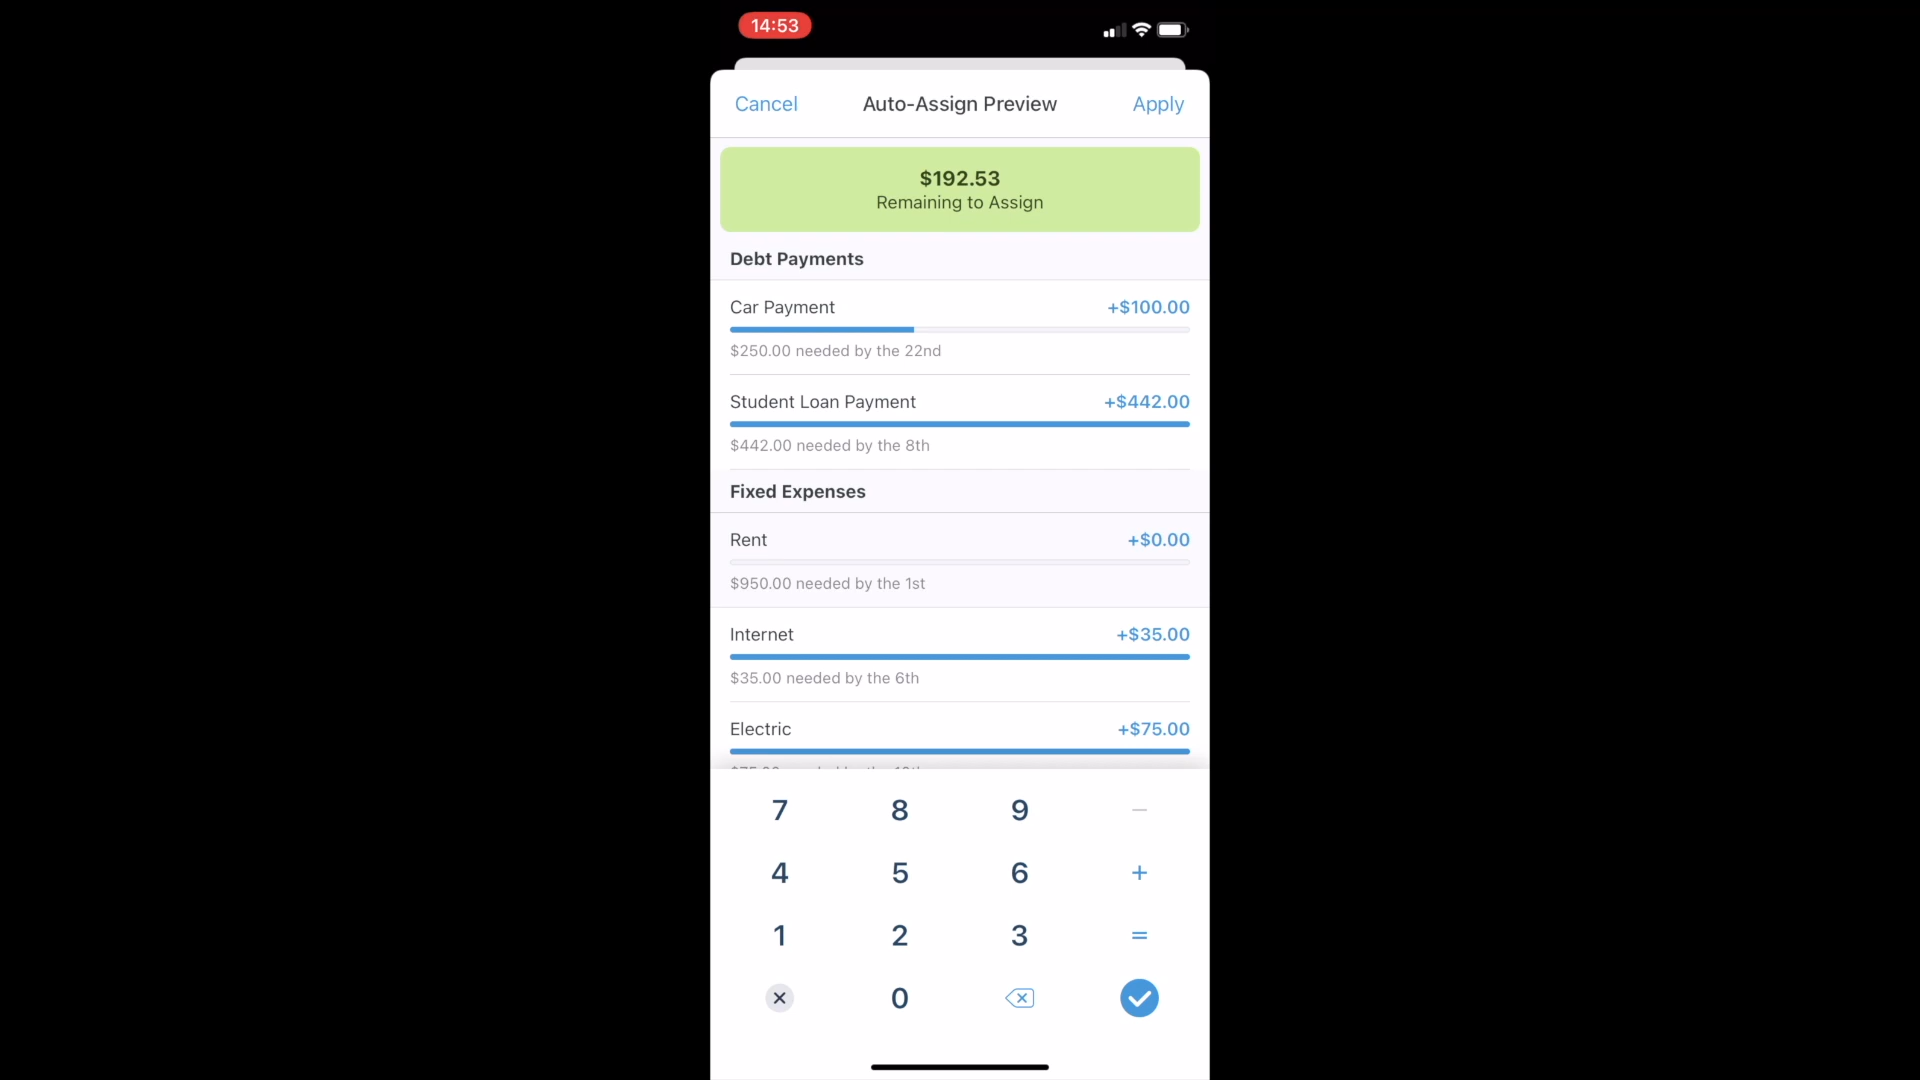 14:53
Cancel
Auto-Assign Preview
Apply
$192.53
Remaining to Assign
Debt Payments
Car Payment +$100.00
$250.00 needed by the 22nd
Student Loan Payment +$442.00
$442.00 needed by the 8th
Fixed Expenses
Rent +$0.00
$950.00 needed by the 1st
Internet +$35.00
$35.00 needed by the 6th
Electric +$75.00
7 8 9 −
4 5 6 +
1 2 3 =
0